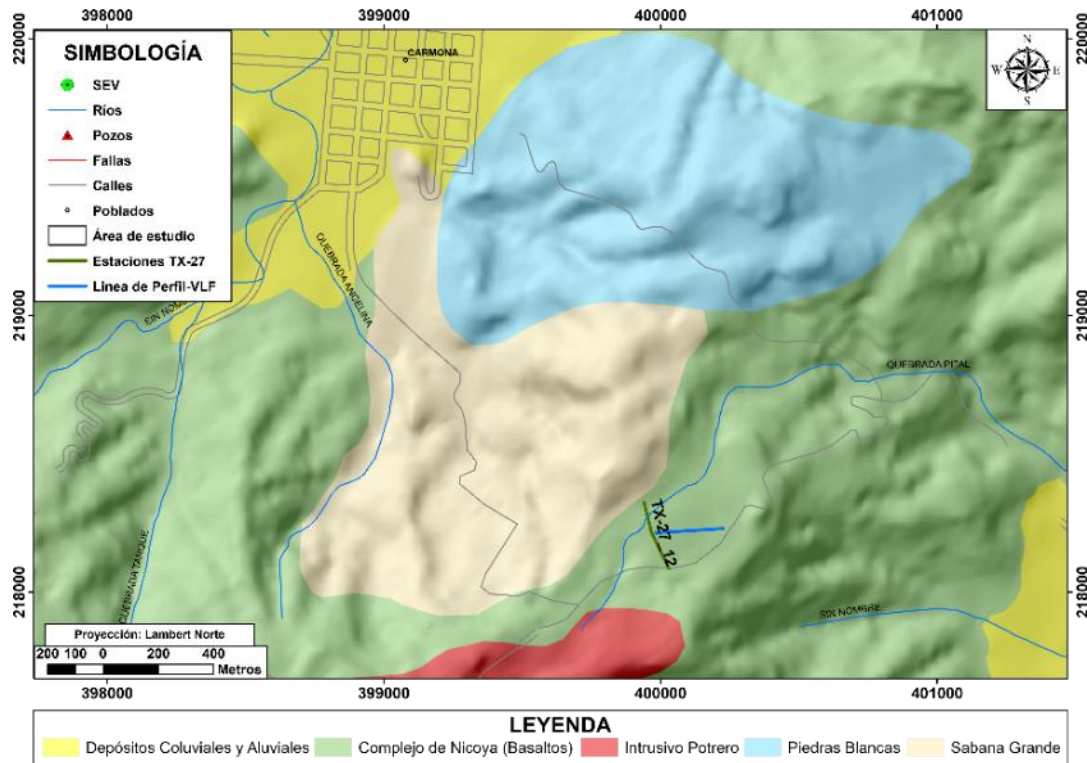 398000 399000 400000 401000
220000
220000
SIMBOLOGÍA
SEV
Ríos
Pozos
Fallas
Calles
Poblados
Área de estudio
Estaciones TX-27
Linea de Perfil-VLF
CARMONA
N
W E
S
QUEBRADA ANGELINA
SIN NOMB
219000
219000
QUEBRADA PITAL
TX-27_12
QUEBRADA TANQUE
SIN NOMBRE
218000
218000
Proyección: Lambert Norte
200 100 0 200 400
Metros
398000 399000 400000 401000
LEYENDA
Depósitos Coluviales y Aluviales Complejo de Nicoya (Basaltos) Intrusivo Potrero Piedras Blancas Sabana Grande